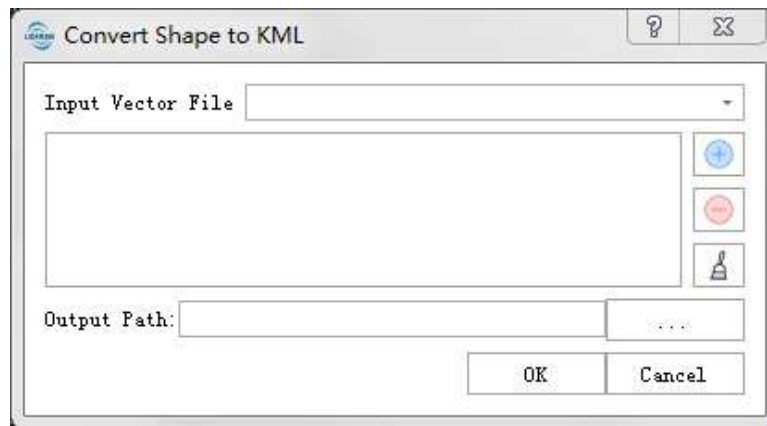 Convert Shape to KML
?
Input Vector File
Output Path:
...
OK
Cancel